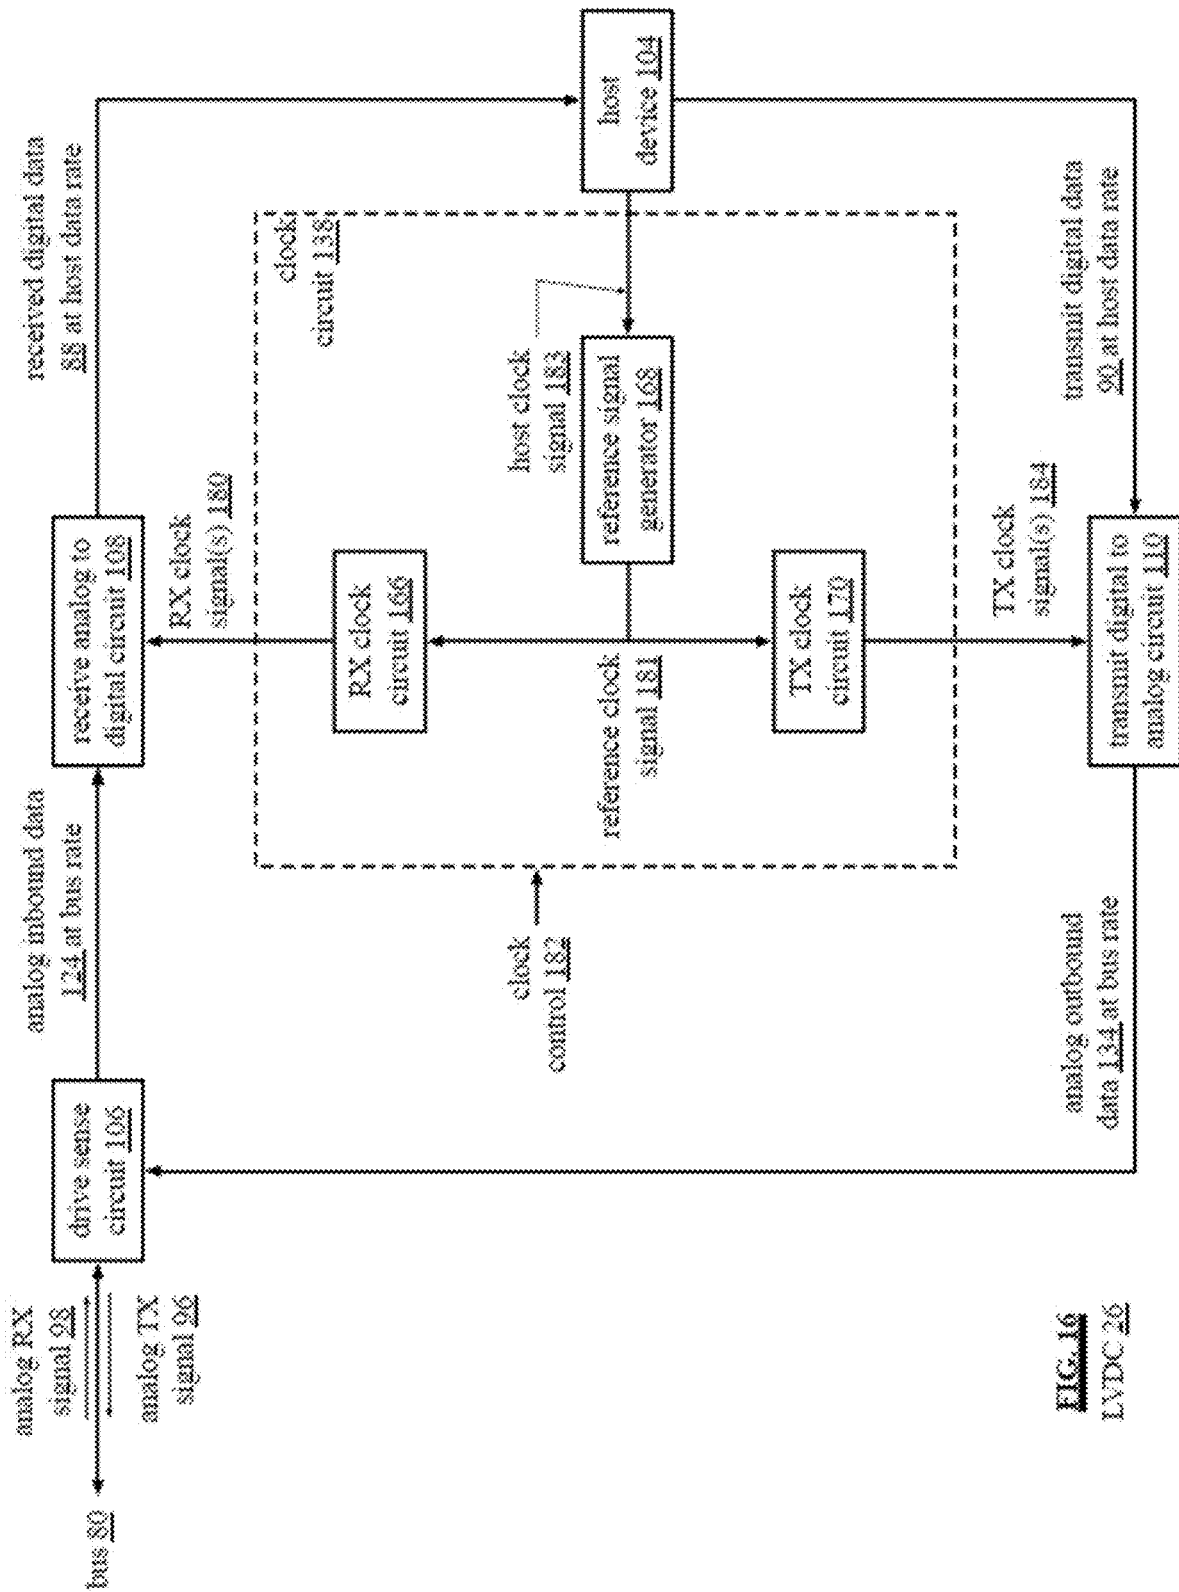 bus 80
analog RX
signal 98
analog TX
signal 96
drive sense
circuit 106
analog inbound data
124 at bus rate
receive analog to
digital circuit 108
received digital data
88 at host data rate
RX clock
signal(s) 180
clock
circuit 138
RX clock
circuit 166
clock
control 182
host clock
signal 183
reference clock
signal 181
reference signal
generator 168
host
device 104
TX clock
circuit 170
TX clock
signal(s) 184
analog outbound
data 134 at bus rate
transmit digital to
analog circuit 110
transmit digital data
90 at host data rate
FIG. 16
LVDC 26